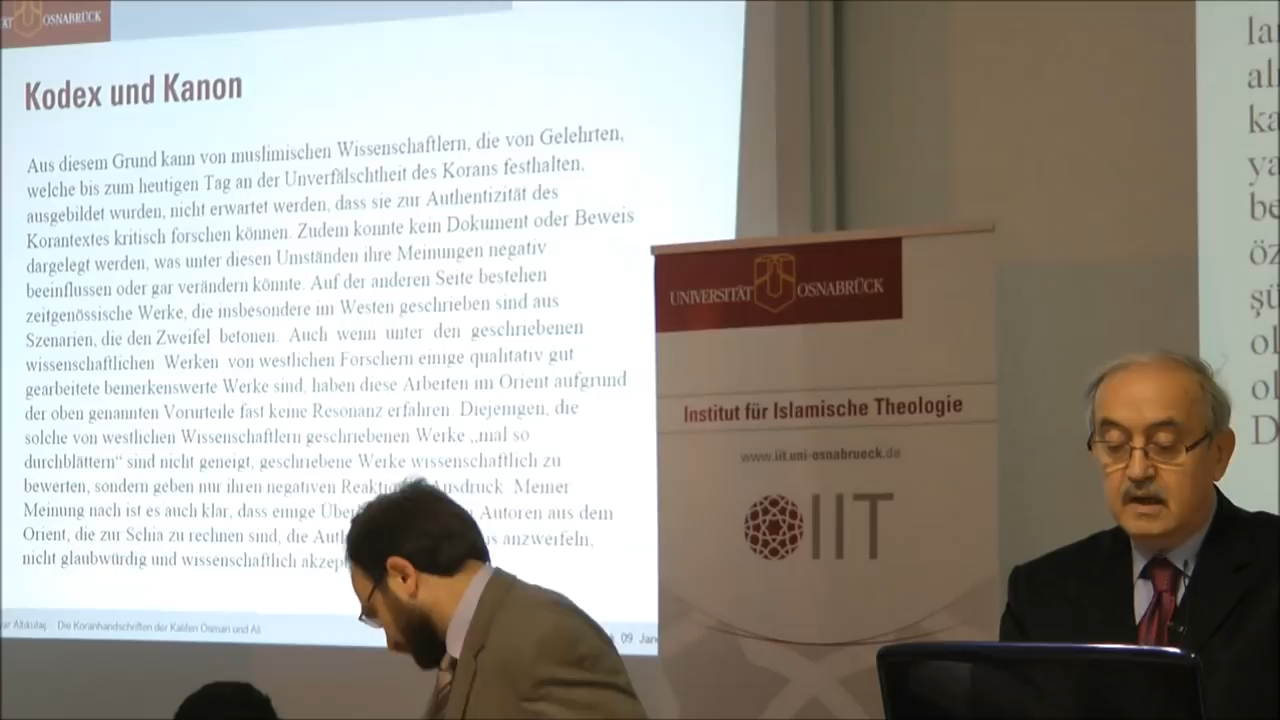 OSNABRÜCK
Kodex und Kanon
Aus diesem Grund kann von muslimischen Wissenschaftlern, die von Gelehrten,
welche bis zum heutigen Tag an der Unverfälschtheit des Korans festhalten,
ausgebildet wurden, nicht erwartet werden, dass sie zur Authentizität des
Korantextes kritisch forschen können. Zudem konnte kein Dokument oder Beweis
dargelegt werden, was unter diesen Umständen ihre Meinungen negativ
beeinflussen oder gar verändern könnte. Auf der anderen Seite bestehen
zeitgenössische Werke, die insbesondere im Westen geschrieben sind aus
Szenarien, die den Zweifel betonen. Auch wenn unter den geschriebenen
wissenschaftlichen Werken von westlichen Forschern einige qualitativ gut
gearbeitete bemerkenswerte Werke sind, haben diese Arbeiten im Orient aufgrund
der oben genannten Vorurteile fast keine Resonanz erfahren. Diejenigen, die
solche von westlichen Wissenschaftlern geschriebenen Werke „mal so
durchblättern“ sind nicht geneigt, geschriebene Werke wissenschaftlich zu
bewerten, sondern geben nur ihren negativen Ausdruck. Meiner
Meinung nach ist es auch klar, dass einige Autoren aus dem
Orient, die zur Schia zu rechnen sind, die anzweifeln,
nicht glaubwürdig und wissenschaftlich
Die Koranhandschriften der Kalifen Osman und Ali
09.
UNIVERSITÄT OSNABRÜCK
Institut für Islamische Theologie
www.iit.uni-osnabrueck.de
IIT